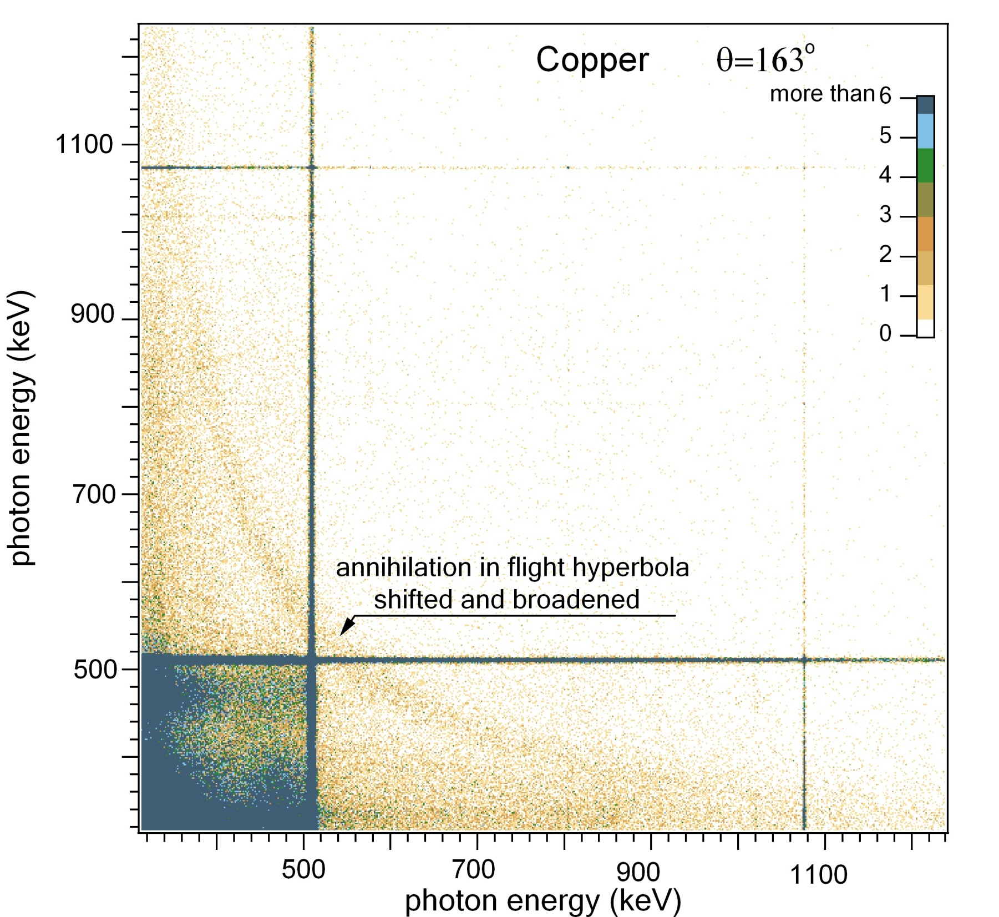 Copper θ=163°
more than 6
5
4
3
2
1
0
1100
900
700
500
photon energy (keV)
annihilation in flight hyperbola
shifted and broadened
500 700 900 1100
photon energy (keV)